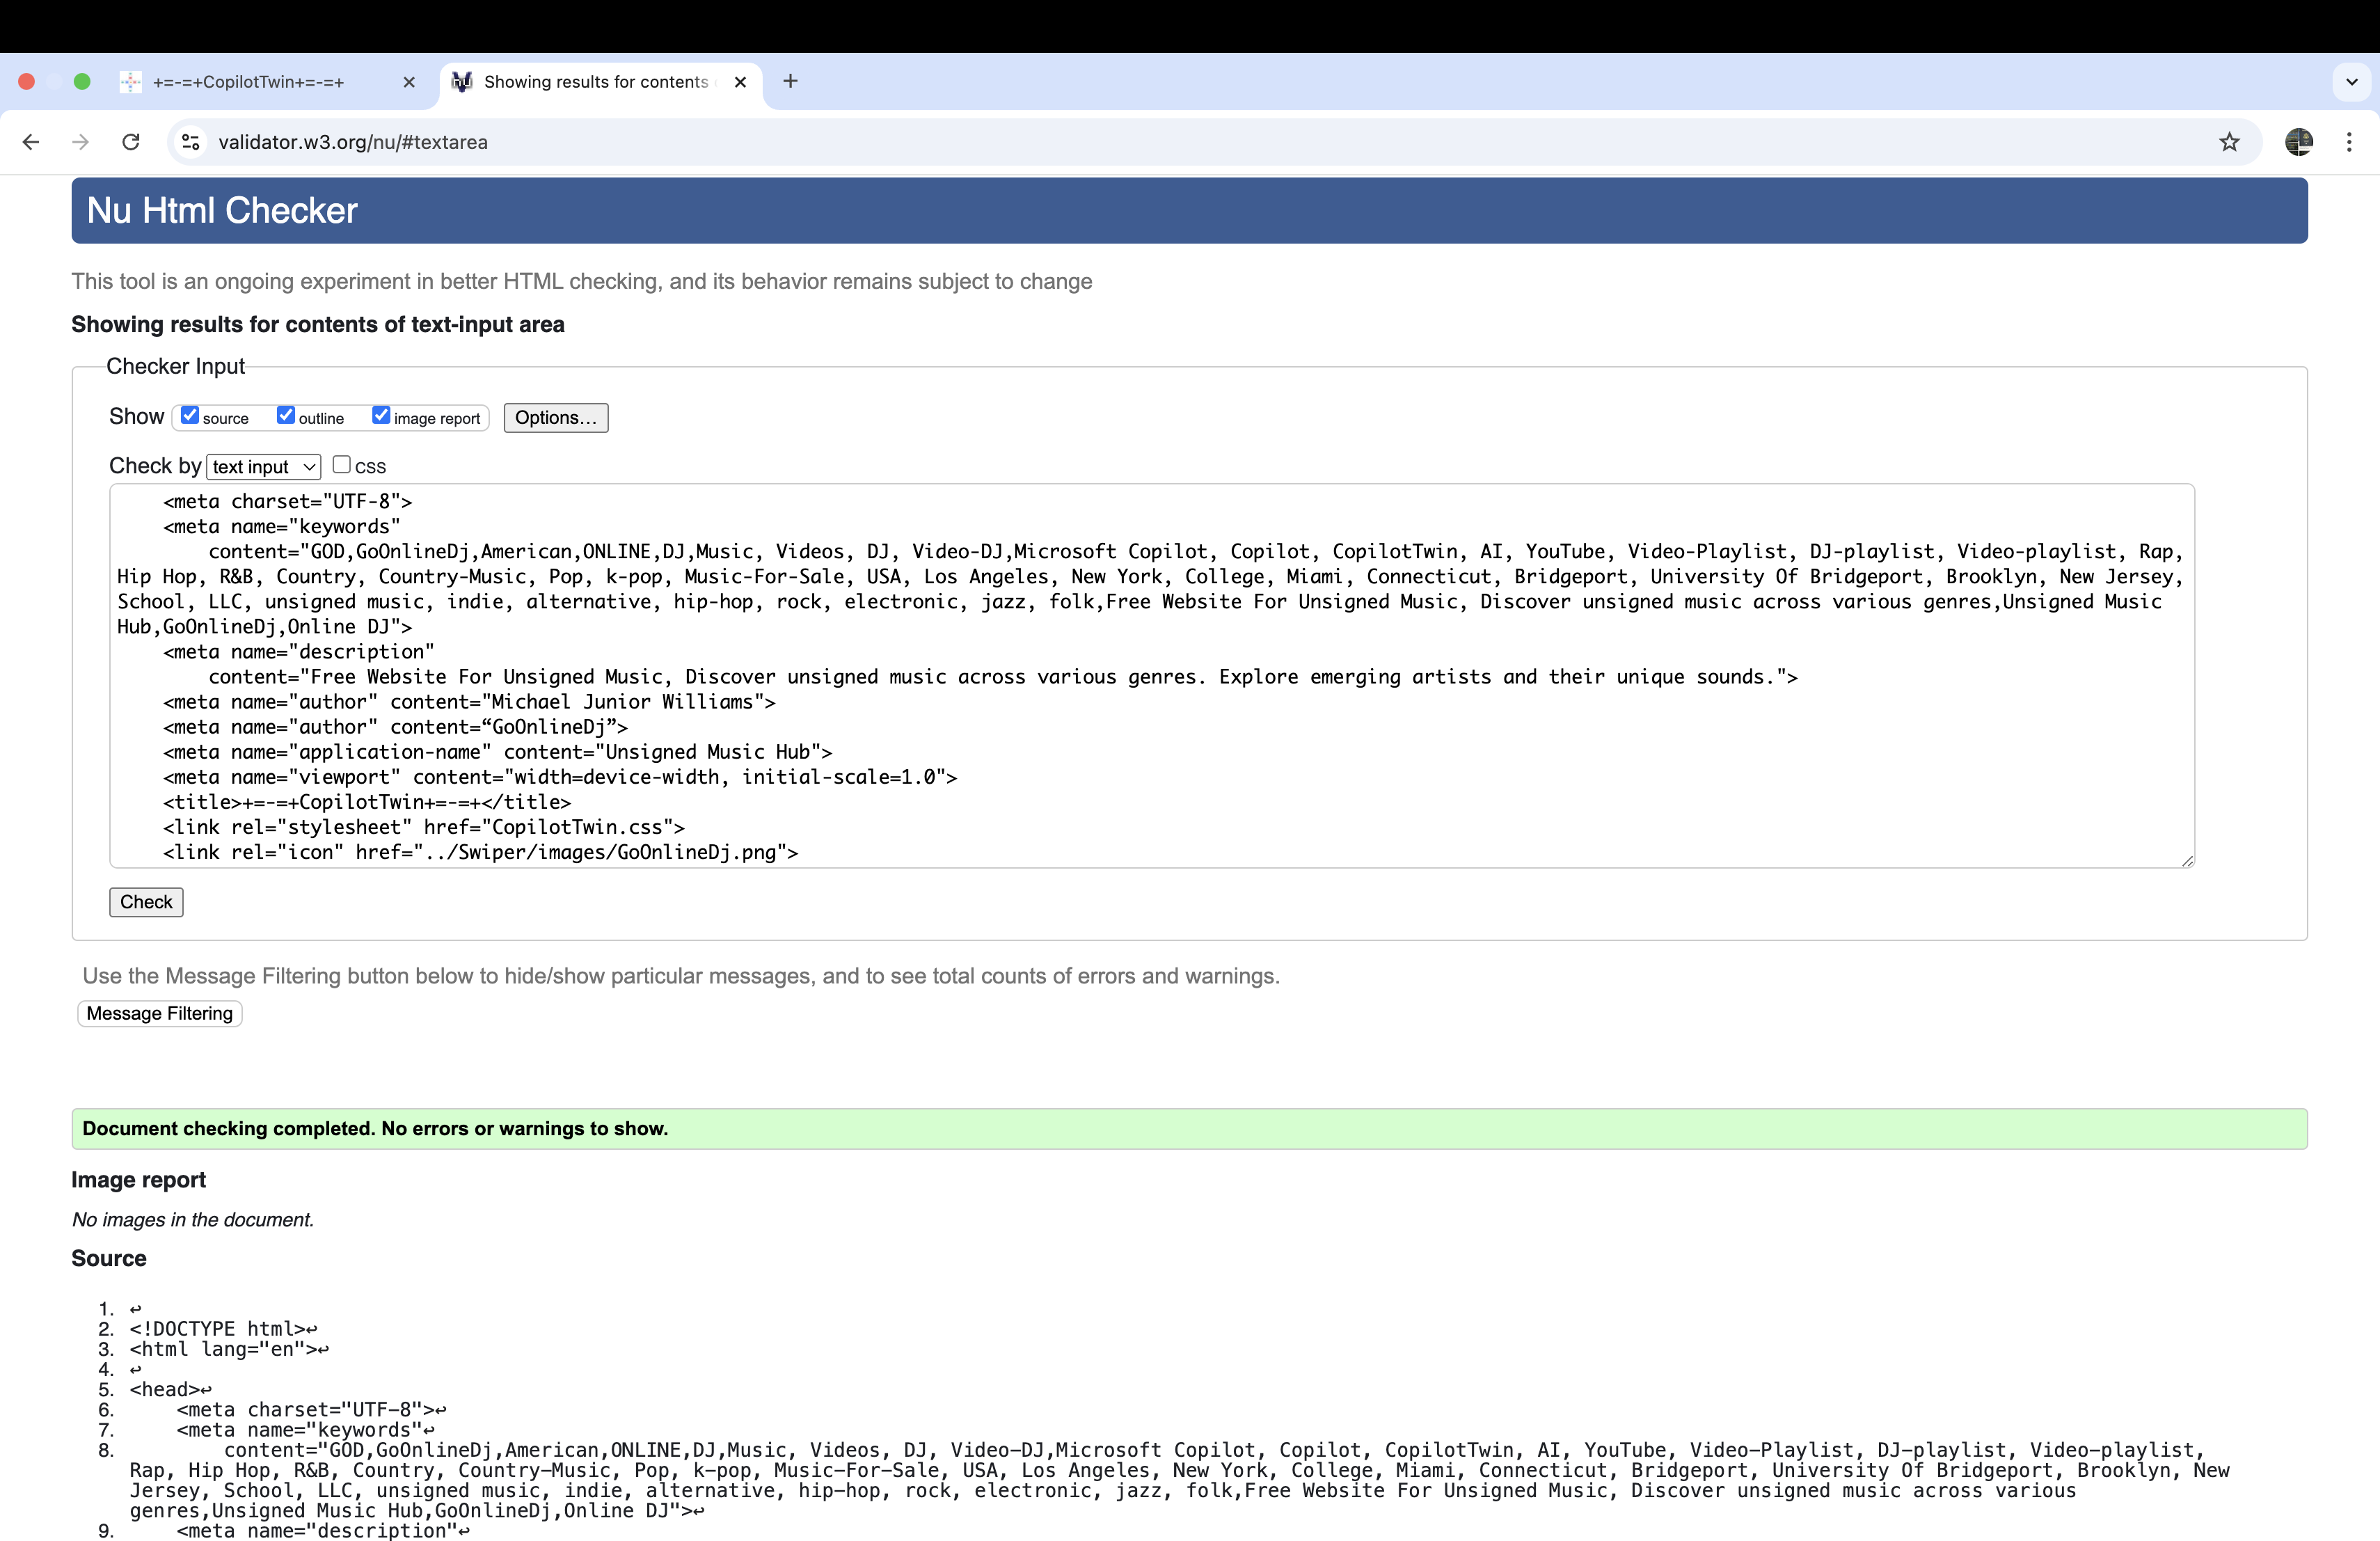 +=-=+CopilotTwin+=-=+
Showing results for contents
validator.w3.org/nu/#textarea
Nu Html Checker
This tool is an ongoing experiment in better HTML checking, and its behavior remains subject to change
Showing results for contents of text-input area
Checker Input
Show source outline image report Options…
Check by text input CSS
<meta charset="UTF-8">
<meta name="keywords"
content="GOD,GoOnlineDj,American,ONLINE,DJ,Music, Videos, DJ, Video-DJ,Microsoft Copilot, Copilot, CopilotTwin, AI, YouTube, Video-Playlist, DJ-playlist, Video-playlist, Rap,
Hip Hop, R&B, Country, Country-Music, Pop, k-pop, Music-For-Sale, USA, Los Angeles, New York, College, Miami, Connecticut, Bridgeport, University Of Bridgeport, Brooklyn, New Jersey,
School, LLC, unsigned music, indie, alternative, hip-hop, rock, electronic, jazz, folk,Free Website For Unsigned Music, Discover unsigned music across various genres,Unsigned Music
Hub,GoOnlineDj,Online DJ">
<meta name="description"
content="Free Website For Unsigned Music, Discover unsigned music across various genres. Explore emerging artists and their unique sounds.">
<meta name="author" content="Michael Junior Williams">
<meta name="author" content=“GoOnlineDj”>
<meta name="application-name" content="Unsigned Music Hub">
<meta name="viewport" content="width=device-width, initial-scale=1.0">
<title>+=-=+CopilotTwin+=-=+</title>
<link rel="stylesheet" href="CopilotTwin.css">
<link rel="icon" href="../Swiper/images/GoOnlineDj.png">
Check
Use the Message Filtering button below to hide/show particular messages, and to see total counts of errors and warnings.
Message Filtering
Document checking completed. No errors or warnings to show.
Image report
No images in the document.
Source
1. ↩
2. <!DOCTYPE html>↩
3. <html lang="en">↩
4. ↩
5. <head>↩
6. <meta charset="UTF-8">↩
7. <meta name="keywords"↩
8. content="GOD,GoOnlineDj,American,ONLINE,DJ,Music, Videos, DJ, Video-DJ,Microsoft Copilot, Copilot, CopilotTwin, AI, YouTube, Video-Playlist, DJ-playlist, Video-playlist,
Rap, Hip Hop, R&B, Country, Country-Music, Pop, k-pop, Music-For-Sale, USA, Los Angeles, New York, College, Miami, Connecticut, Bridgeport, University Of Bridgeport, Brooklyn, New
Jersey, School, LLC, unsigned music, indie, alternative, hip-hop, rock, electronic, jazz, folk,Free Website For Unsigned Music, Discover unsigned music across various
genres,Unsigned Music Hub,GoOnlineDj,Online DJ">↩
9. <meta name="description"↩